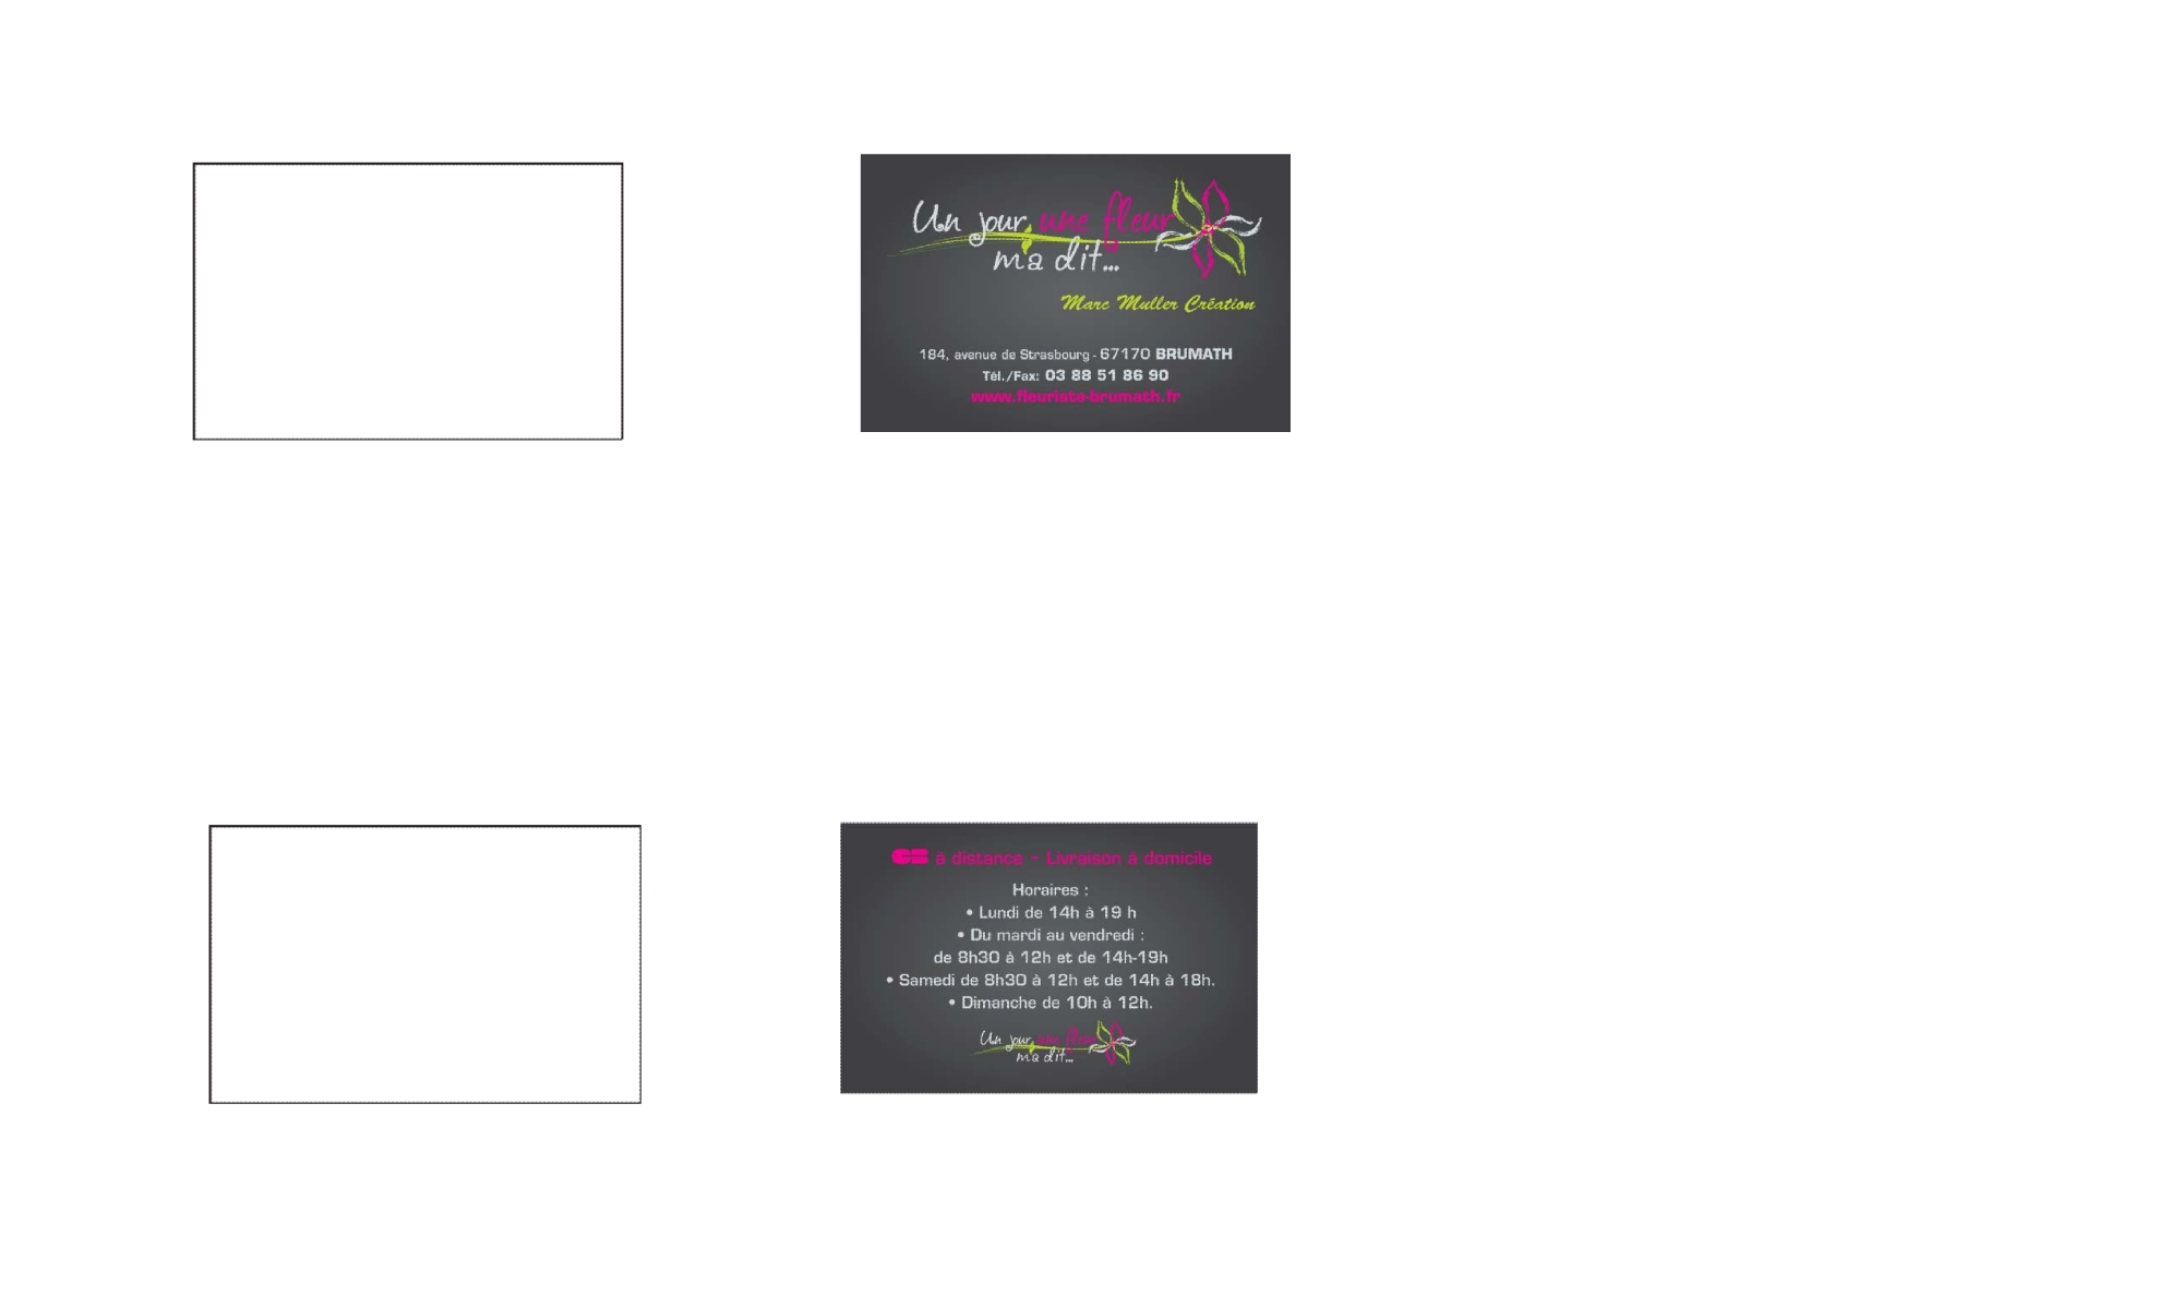 Un jour, une fleur
m'a dit...
Marc Muller Création
184, avenue de Strasbourg - 67170 BRUMATH
Tél./Fax: 03 88 51 86 90
www.fleuriste-brumath.fr
CB à distance - Livraison à domicile
Horaires :
• Lundi de 14h à 19 h
• Du mardi au vendredi :
de 8h30 à 12h et de 14h-19h
• Samedi de 8h30 à 12h et de 14h à 18h.
• Dimanche de 10h à 12h.
Un jour, une fleur
m'a dit...